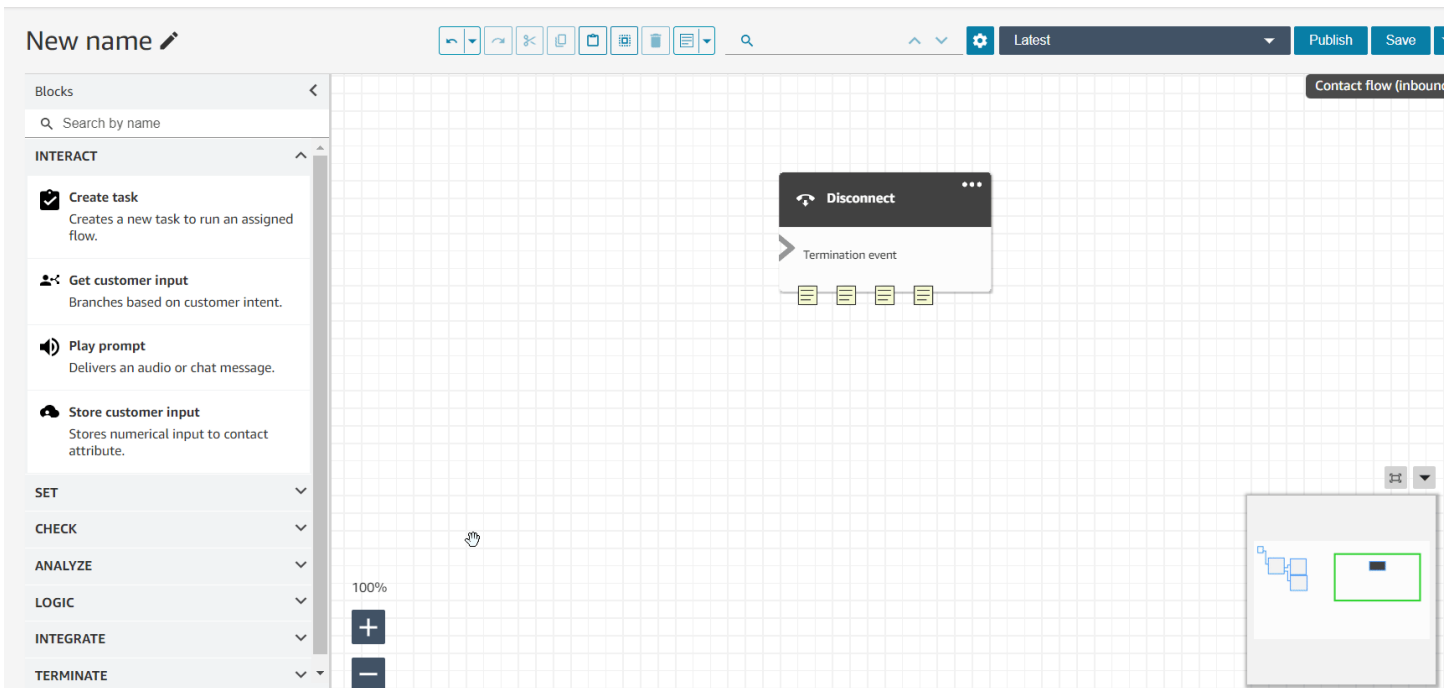 New name
Latest
Publish
Save
Contact flow (inboun
Blocks
Search by name
INTERACT
Create task
Creates a new task to run an assigned
flow.
Get customer input
Branches based on customer intent.
Play prompt
Delivers an audio or chat message.
Store customer input
Stores numerical input to contact
attribute.
SET
CHECK
ANALYZE
LOGIC
INTEGRATE
TERMINATE
Disconnect
Termination event
100%